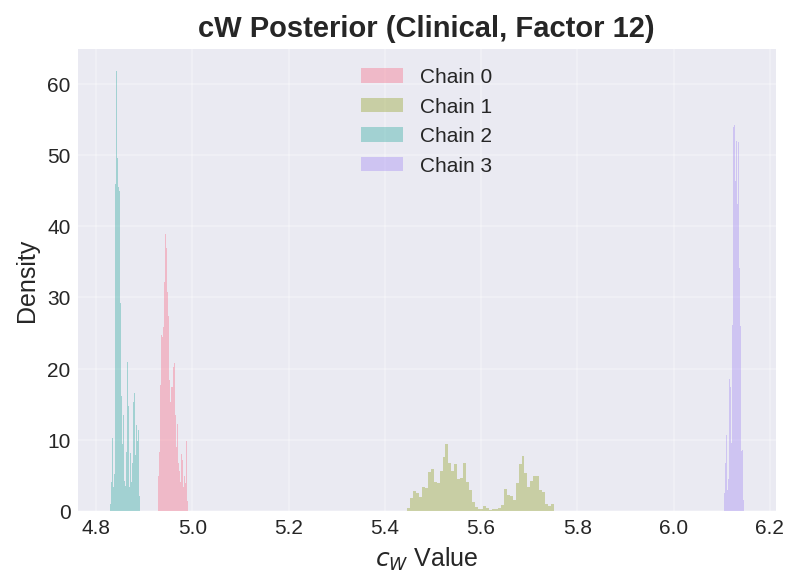 cW Posterior (Clinical, Factor 12)
Chain 0
Chain 1
Chain 2
Chain 3
Density
60
50
40
30
20
10
0
4.8 5.0 5.2 5.4 5.6 5.8 6.0 6.2
c_W Value